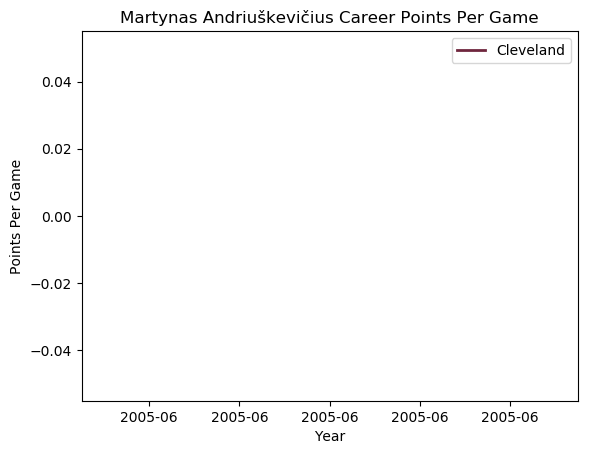 Martynas Andriuškevičius Career Points Per Game
Cleveland
Points Per Game
0.04
0.02
0.00
−0.02
−0.04
2005-06 2005-06 2005-06 2005-06 2005-06
Year